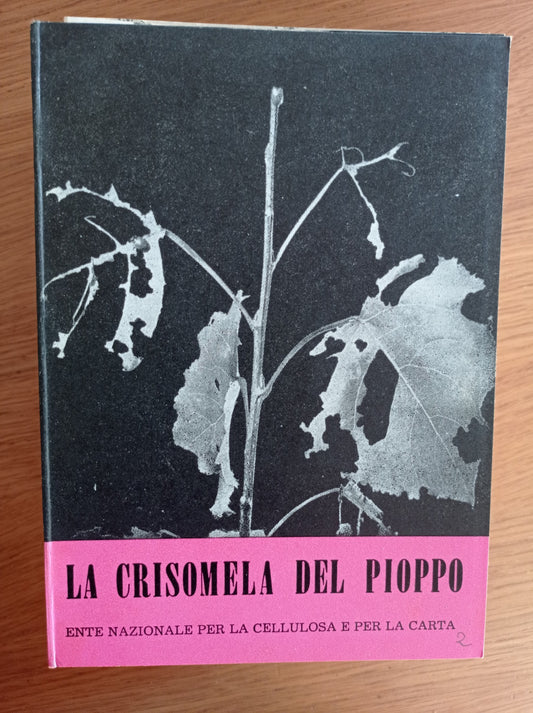 LA CRISOMELA DEL PIOPPO
ENTE NAZIONALE PER LA CELLULOSA E PER LA CARTA
2